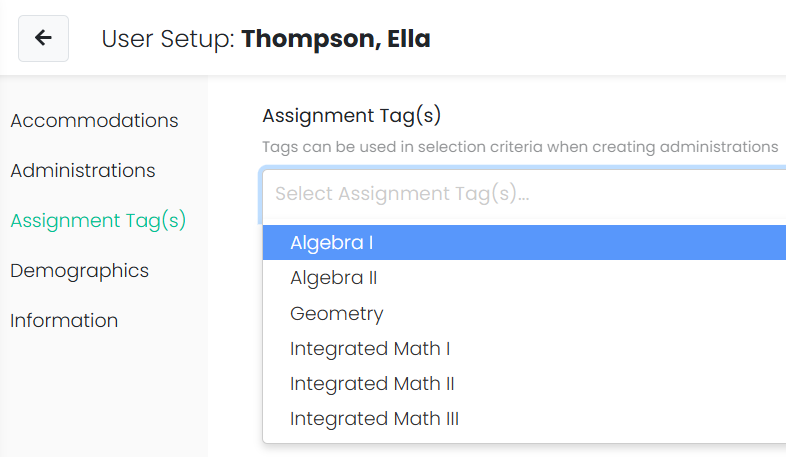 User Setup: Thompson, Ella
Accommodations
Administrations
Assignment Tag(s)
Demographics
Information
Assignment Tag(s)
Tags can be used in selection criteria when creating administrations
Select Assignment Tag(s)...
Algebra I
Algebra II
Geometry
Integrated Math I
Integrated Math II
Integrated Math III